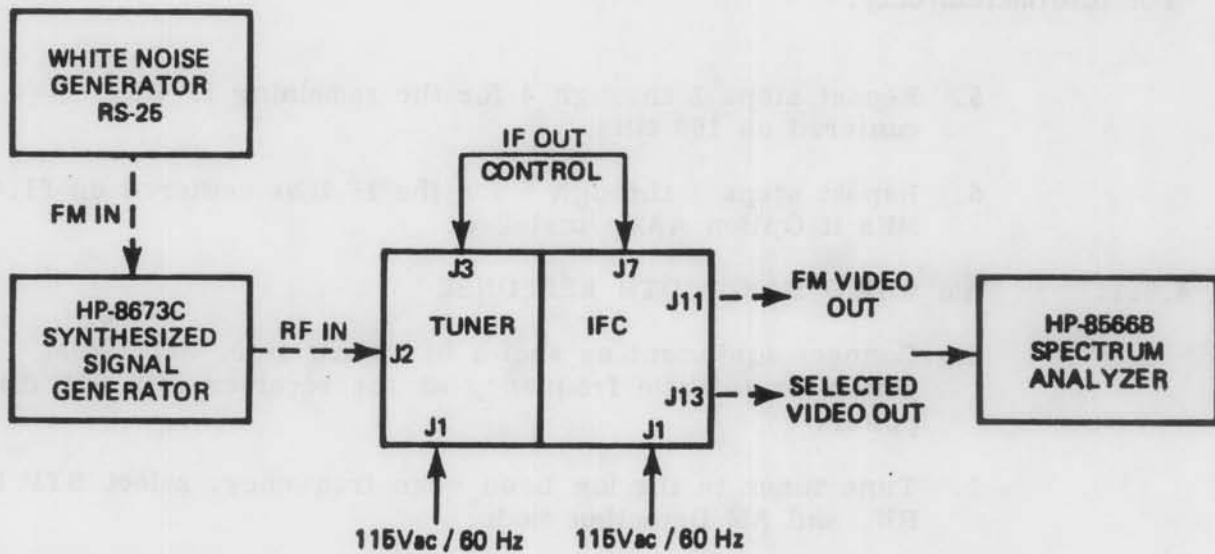 WHITE NOISE
GENERATOR
RS-25
FM IN
HP-8673C
SYNTHESIZED
SIGNAL
GENERATOR
RF IN
IF OUT
CONTROL
J3
J7
J2
TUNER
IFC
J11
J13
J1
J1
115Vac / 60 Hz
115Vac / 60 Hz
FM VIDEO
OUT
SELECTED
VIDEO OUT
HP-8566B
SPECTRUM
ANALYZER